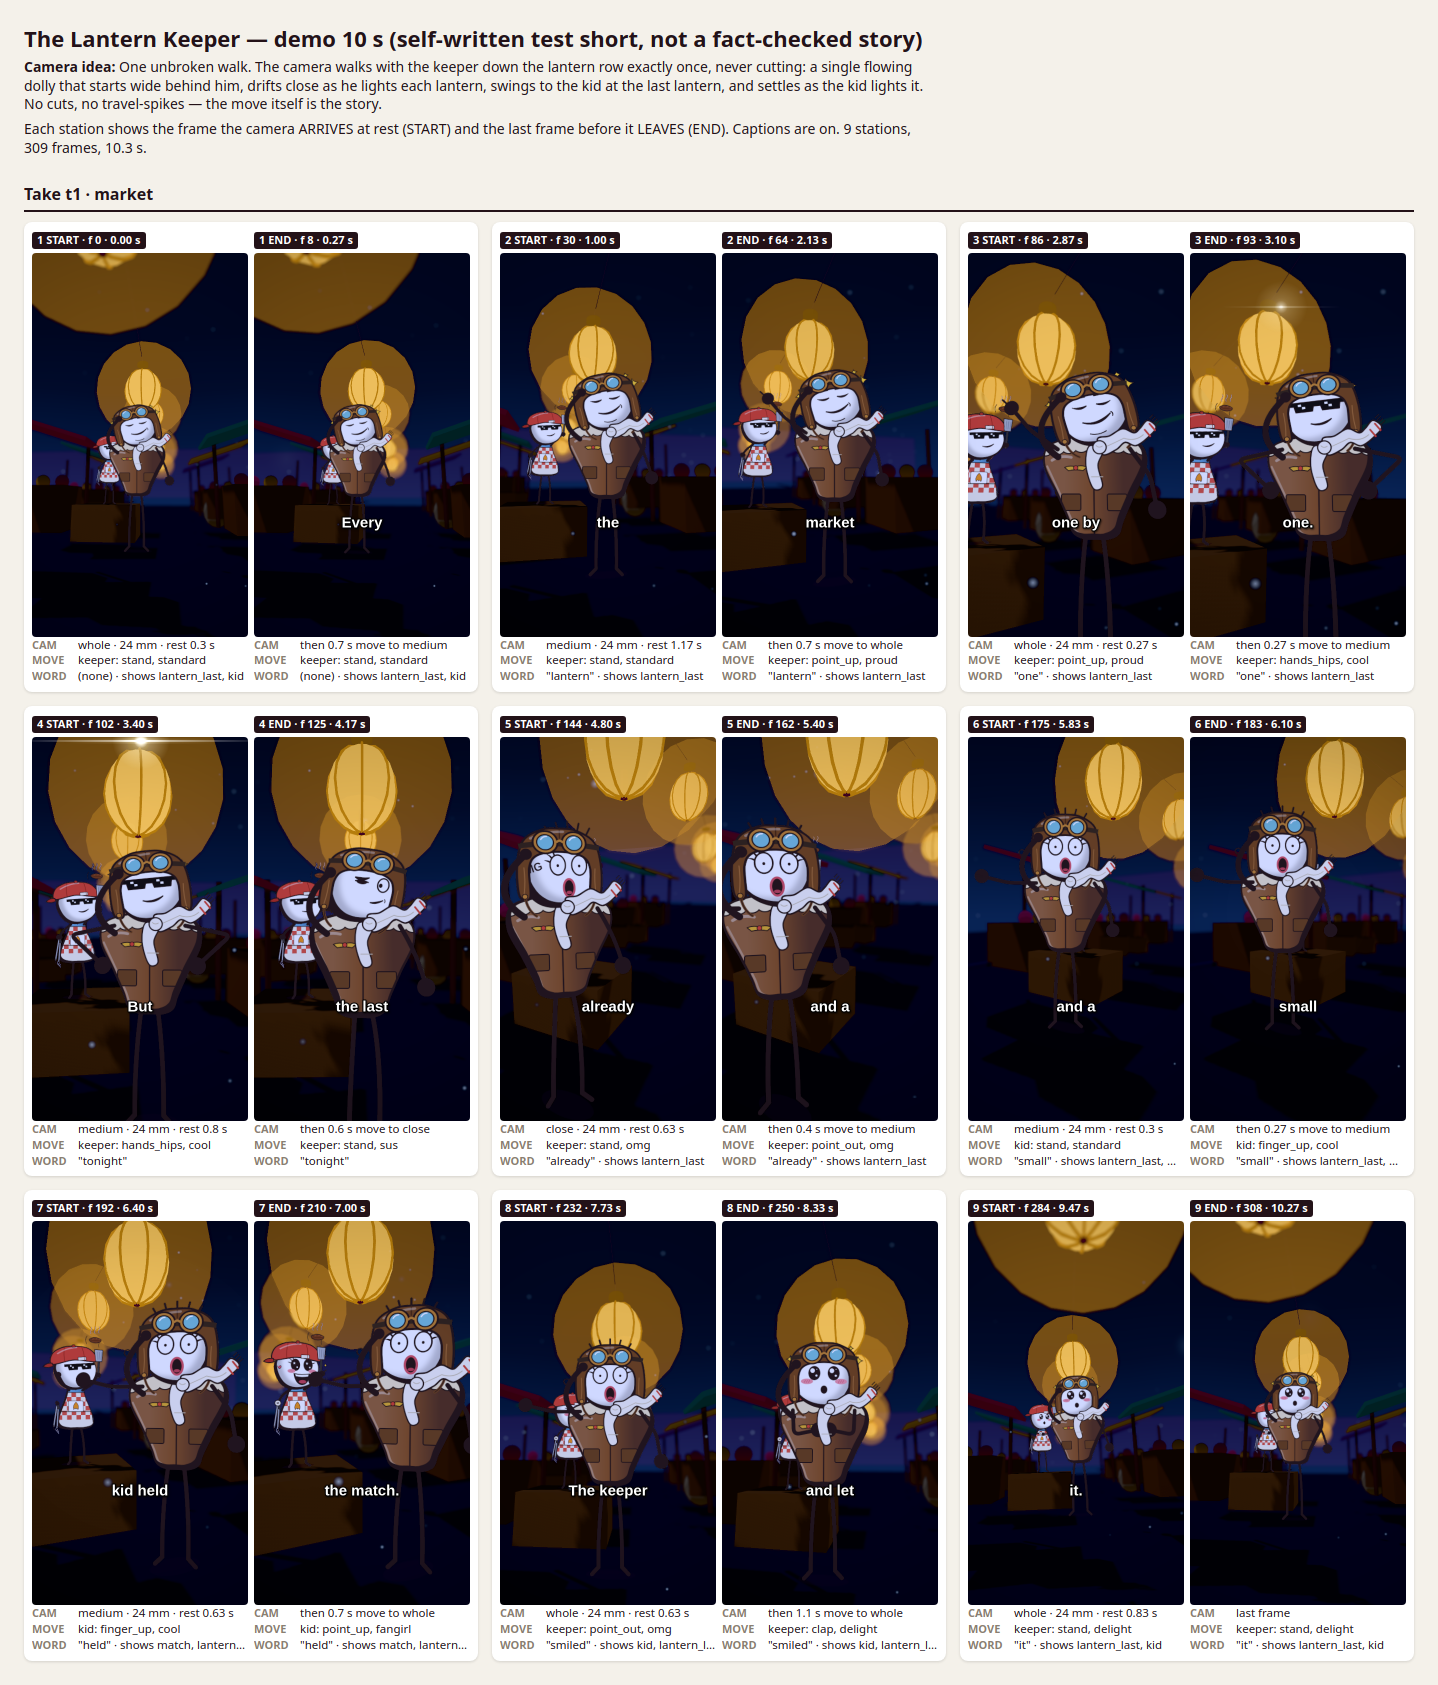 The Lantern Keeper — demo 10 s (self-written test short, not a fact-checked story)
Camera idea: One unbroken walk. The camera walks with the keeper down the lantern row exactly once, never cutting: a single flowing
dolly that starts wide behind him, drifts close as he lights each lantern, swings to the kid at the last lantern, and settles as the kid lights it.
No cuts, no travel-spikes — the move itself is the story.
Each station shows the frame the camera ARRIVES at rest (START) and the last frame before it LEAVES (END). Captions are on. 9 stations,
309 frames, 10.3 s.
Take t1 · market
1 START · f 0 · 0.00 s
CAM whole · 24 mm · rest 0.3 s
MOVE keeper: stand, standard
WORD (none) · shows lantern_last, kid
1 END · f 8 · 0.27 s
Every
CAM then 0.7 s move to medium
MOVE keeper: stand, standard
WORD (none) · shows lantern_last, kid
2 START · f 30 · 1.00 s
the
CAM medium · 24 mm · rest 1.17 s
MOVE keeper: stand, standard
WORD "lantern" · shows lantern_last
2 END · f 64 · 2.13 s
market
CAM then 0.7 s move to whole
MOVE keeper: point_up, proud
WORD "lantern" · shows lantern_last
3 START · f 86 · 2.87 s
one by
CAM whole · 24 mm · rest 0.27 s
MOVE keeper: point_up, proud
WORD "one" · shows lantern_last
3 END · f 93 · 3.10 s
one.
CAM then 0.27 s move to medium
MOVE keeper: hands_hips, cool
WORD "one" · shows lantern_last
4 START · f 102 · 3.40 s
But
CAM medium · 24 mm · rest 0.8 s
MOVE keeper: hands_hips, cool
WORD "tonight"
4 END · f 125 · 4.17 s
the last
CAM then 0.6 s move to close
MOVE keeper: stand, sus
WORD "tonight"
5 START · f 144 · 4.80 s
already
CAM close · 24 mm · rest 0.63 s
MOVE keeper: stand, omg
WORD "already" · shows lantern_last
5 END · f 162 · 5.40 s
and a
CAM then 0.4 s move to medium
MOVE keeper: point_out, omg
WORD "already" · shows lantern_last
6 START · f 175 · 5.83 s
and a
CAM medium · 24 mm · rest 0.3 s
MOVE kid: stand, standard
WORD "small" · shows lantern_last, ...
6 END · f 183 · 6.10 s
small
CAM then 0.27 s move to medium
MOVE kid: finger_up, cool
WORD "small" · shows lantern_last, ...
7 START · f 192 · 6.40 s
kid held
CAM medium · 24 mm · rest 0.63 s
MOVE kid: finger_up, cool
WORD "held" · shows match, lantern...
7 END · f 210 · 7.00 s
the match.
CAM then 0.7 s move to whole
MOVE kid: point_up, fangirl
WORD "held" · shows match, lantern...
8 START · f 232 · 7.73 s
The keeper
CAM whole · 24 mm · rest 0.63 s
MOVE keeper: point_out, omg
WORD "smiled" · shows kid, lantern_l...
8 END · f 250 · 8.33 s
and let
CAM then 1.1 s move to whole
MOVE keeper: clap, delight
WORD "smiled" · shows kid, lantern_l...
9 START · f 284 · 9.47 s
it.
CAM whole · 24 mm · rest 0.83 s
MOVE keeper: stand, delight
WORD "it" · shows lantern_last, kid
9 END · f 308 · 10.27 s
CAM last frame
MOVE keeper: stand, delight
WORD "it" · shows lantern_last, kid